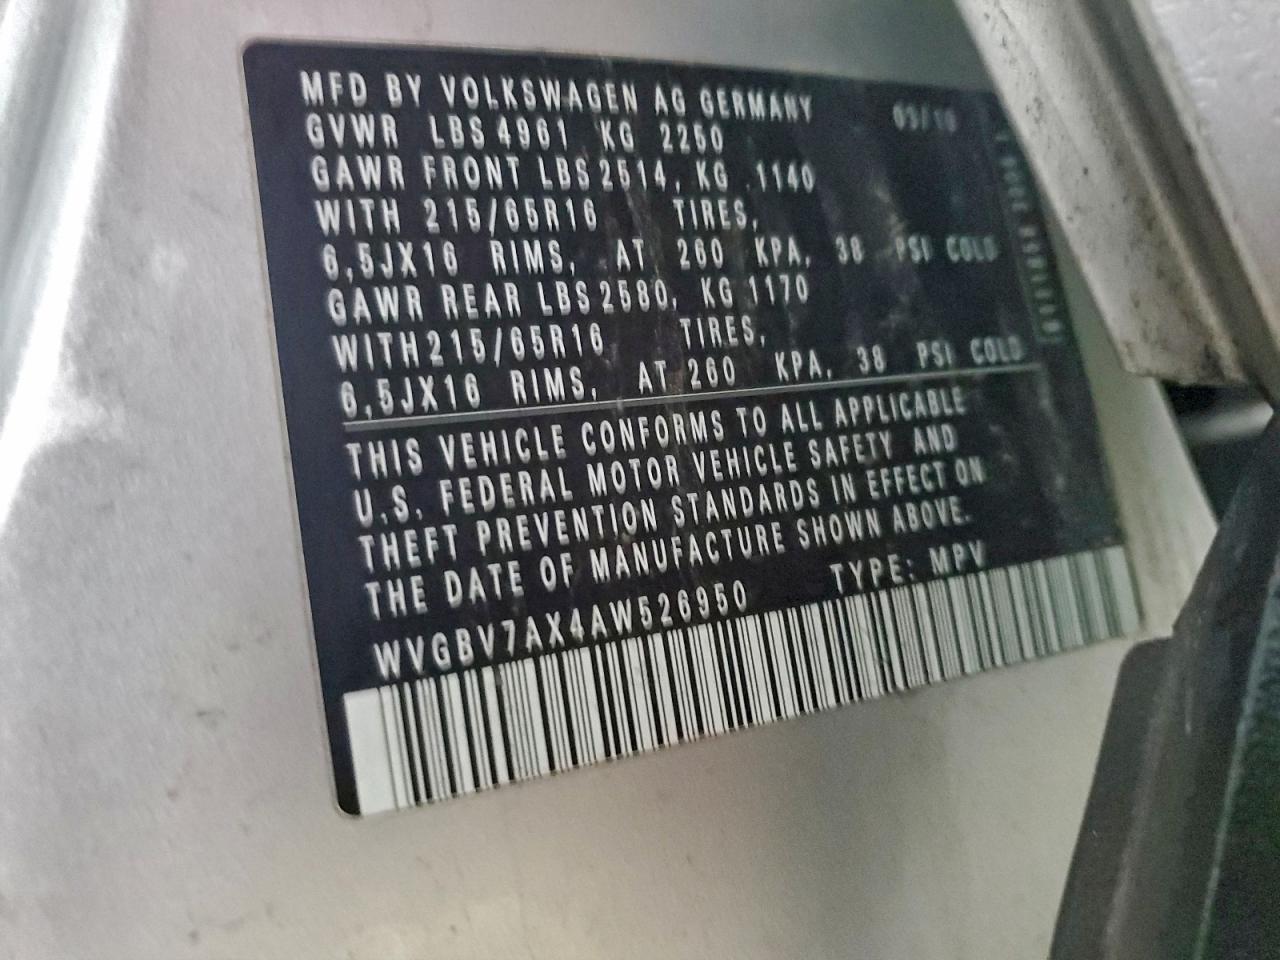 MFD BY VOLKSWAGEN AG GERMANY
GVWR LBS 4961 KG 2250
GAWR FRONT LBS 2514, KG 1140
WITH 215/65R16 TIRES,
6,5JX16 RIMS, AT 260 KPA, 38 PSI COLD
GAWR REAR LBS 2580, KG 1170
WITH 215/65R16 TIRES,
6,5JX16 RIMS, AT 260 KPA, 38 PSI COLD
THIS VEHICLE CONFORMS TO ALL APPLICABLE
U.S. FEDERAL MOTOR VEHICLE SAFETY AND
THEFT PREVENTION STANDARDS IN EFFECT ON
THE DATE OF MANUFACTURE SHOWN ABOVE.
WVGBV7AX4AW526950 TYPE: MPV